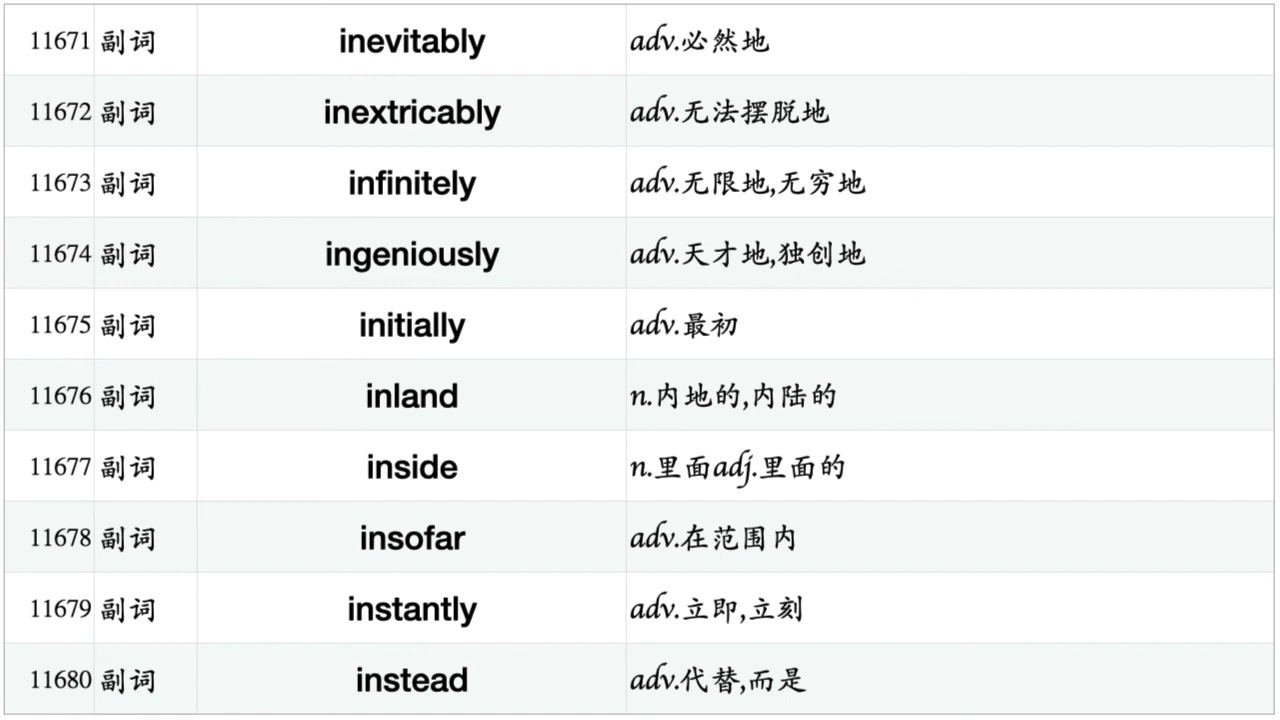 11671 副词 inevitably adv.必然地
11672 副词 inextricably adv.无法摆脱地
11673 副词 infinitely adv.无限地,无穷地
11674 副词 ingeniously adv.天才地,独创地
11675 副词 initially adv.最初
11676 副词 inland n.内地的,内陆的
11677 副词 inside n.里面adj.里面的
11678 副词 insofar adv.在范围内
11679 副词 instantly adv.立即,立刻
11680 副词 instead adv.代替,而是